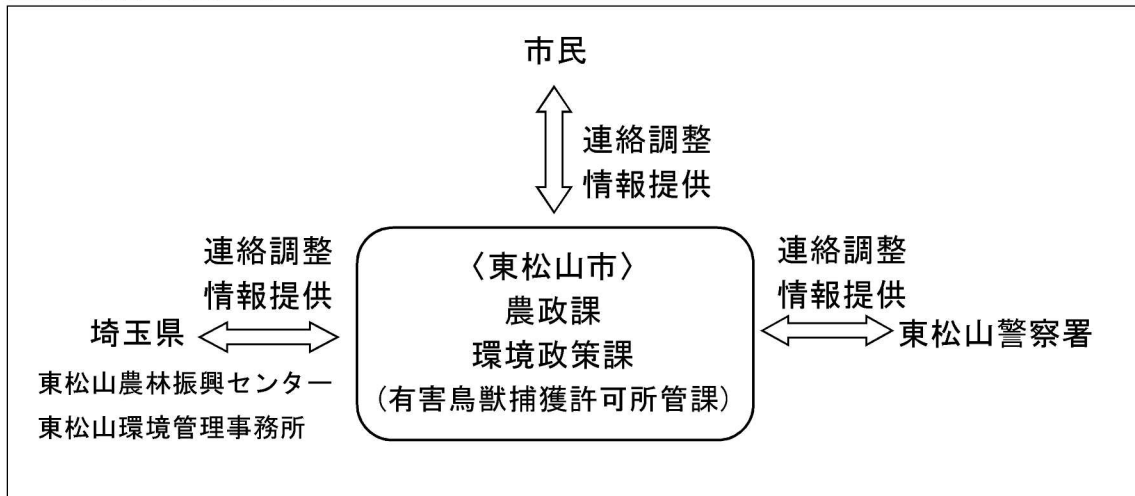 市民
連絡調整
情報提供
連絡調整
情報提供
埼玉県
東松山農林振興センター
東松山環境管理事務所
〈東松山市〉
農政課
環境政策課
(有害鳥獣捕獲許可所管課)
連絡調整
情報提供
東松山警察署